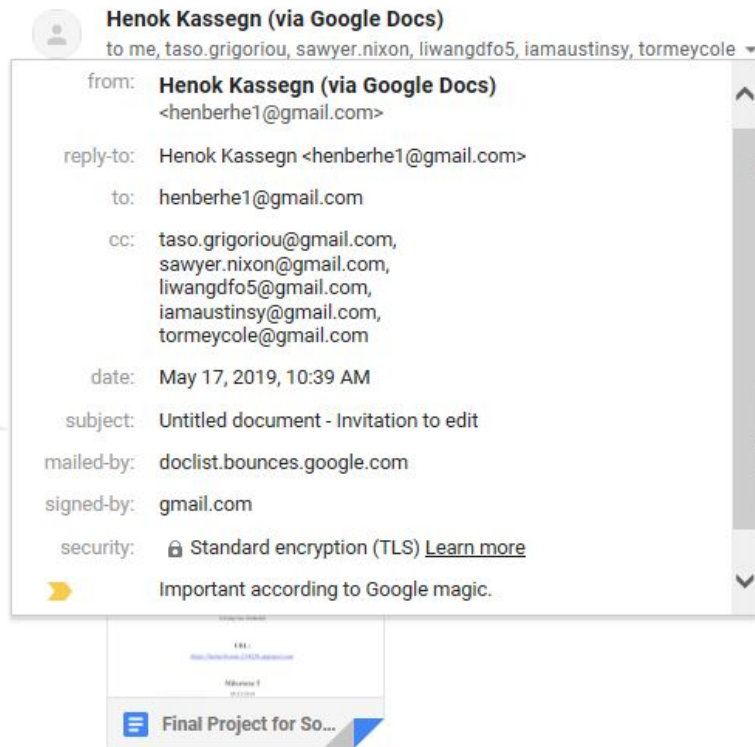 Henok Kassegn (via Google Docs)
to me, taso.grigoriou, sawyer.nixon, liwangdfo5, iamaustinsy, tormeycole
from: Henok Kassegn (via Google Docs)
<henberhe1@gmail.com>
reply-to: Henok Kassegn <henberhe1@gmail.com>
to: henberhe1@gmail.com
cc: taso.grigoriou@gmail.com,
sawyer.nixon@gmail.com,
liwangdfo5@gmail.com,
iamaustinsy@gmail.com,
tormeycole@gmail.com
date: May 17, 2019, 10:39 AM
subject: Untitled document - Invitation to edit
mailed-by: doclist.bounces.google.com
signed-by: gmail.com
security: Standard encryption (TLS) Learn more
Important according to Google magic.
URL:
Milestone 5
Final Project for So...